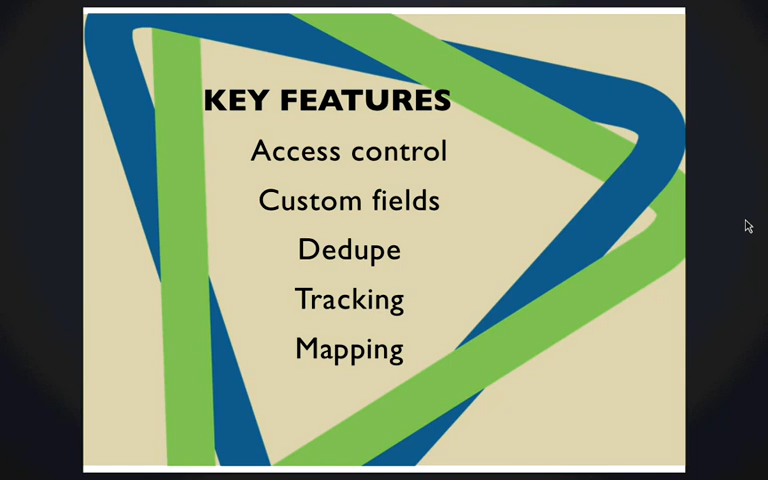 KEY FEATURES
Access control
Custom fields
Dedupe
Tracking
Mapping